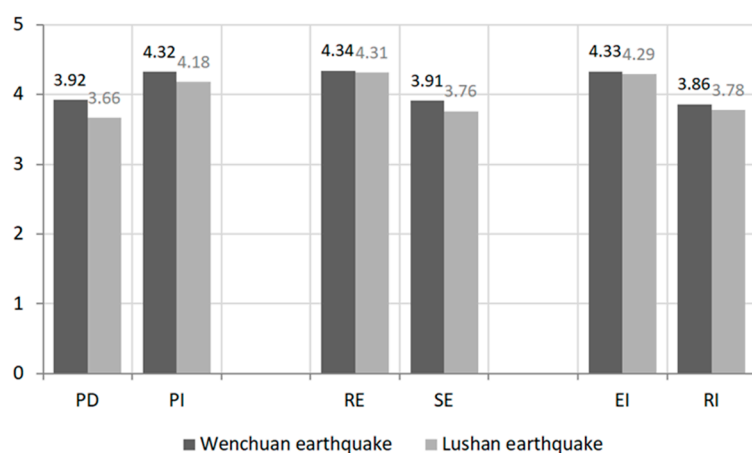 5
4.32 4.18 4.34 4.31 4.33 4.29
3.92 3.66 3.91 3.76 3.86 3.78
4
3
2
1
0
PD PI RE SE EI RI
Wenchuan earthquake Lushan earthquake